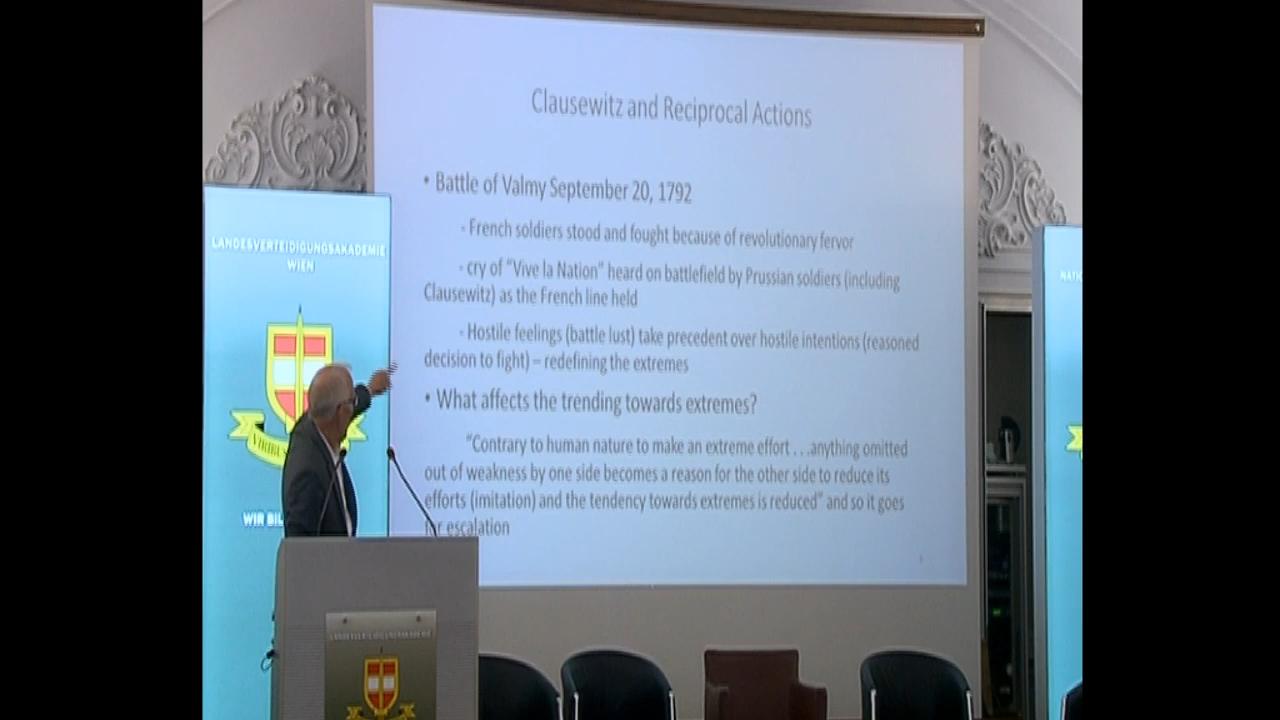 Clausewitz and Reciprocal Actions
• Battle of Valmy September 20, 1792
- French soldiers stood and fought because of revolutionary fervor
- cry of “Vive la Nation” heard on battlefield by Prussian soldiers (including
Clausewitz) as the French line held
- Hostile feelings (battle lust) take precedent over hostile intentions (reasoned
decision to fight) – redefining the extremes
• What affects the trending towards extremes?
“Contrary to human nature to make an extreme effort . . .anything omitted
out of weakness by one side becomes a reason for the other side to reduce its
efforts (imitation) and the tendency towards extremes is reduced” and so it goes
for escalation
LANDESVERTEIDIGUNGSAKADEMIE
WIEN
WIR BIL
NATIO
LANDESVERTEIDIGUNGSAKADEMIE